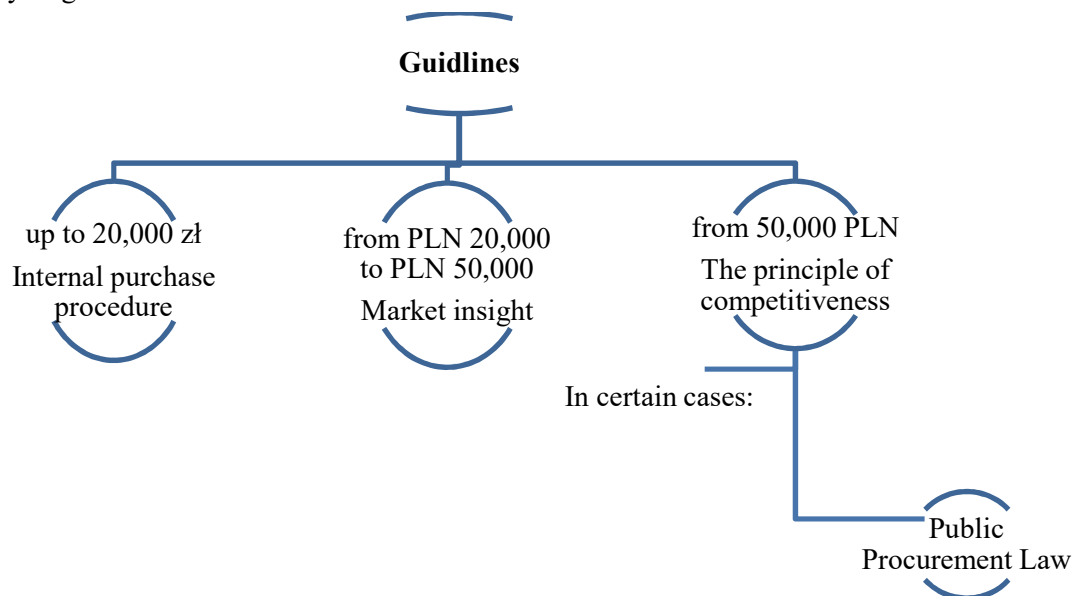 Guidlines
up to 20,000 zł
Internal purchase
procedure
from PLN 20,000
to PLN 50,000
Market insight
from 50,000 PLN
The principle of
competitiveness
In certain cases:
Public
Procurement Law